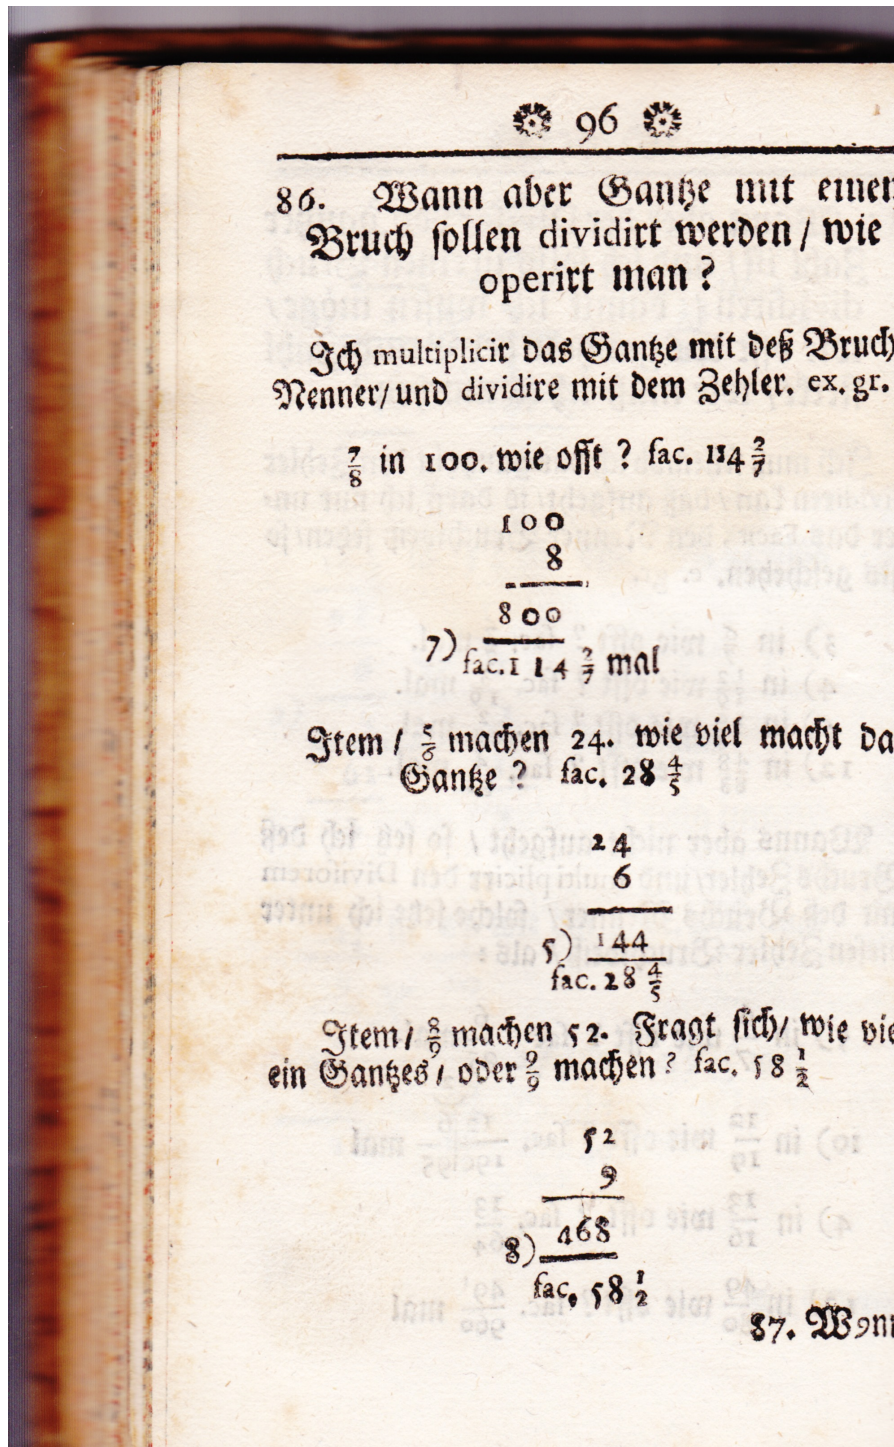 96
86. Wann aber Gantze mit einen
Bruch sollen dividirt werden / wie
operirt man ?
Ich multiplicir das Gantze mit deß Bruch
Nenner/ und dividire mit dem Zehler. ex. gr.
7/8 in 100. wie offt ? fac. 114 2/7
100
8
800
7) fac. 114 2/7 mal
Item / 5/6 machen 24. wie viel macht da
Gantze ? fac. 28 4/5
24
6
5) 144
fac. 28 4/5
Item / 8/9 machen 52. Fragt sich/ wie vie
ein Gantzes / oder 9/9 machen ? fac. 58 1/2
52
9
8) 468
fac. 58 1/2
87. Wann